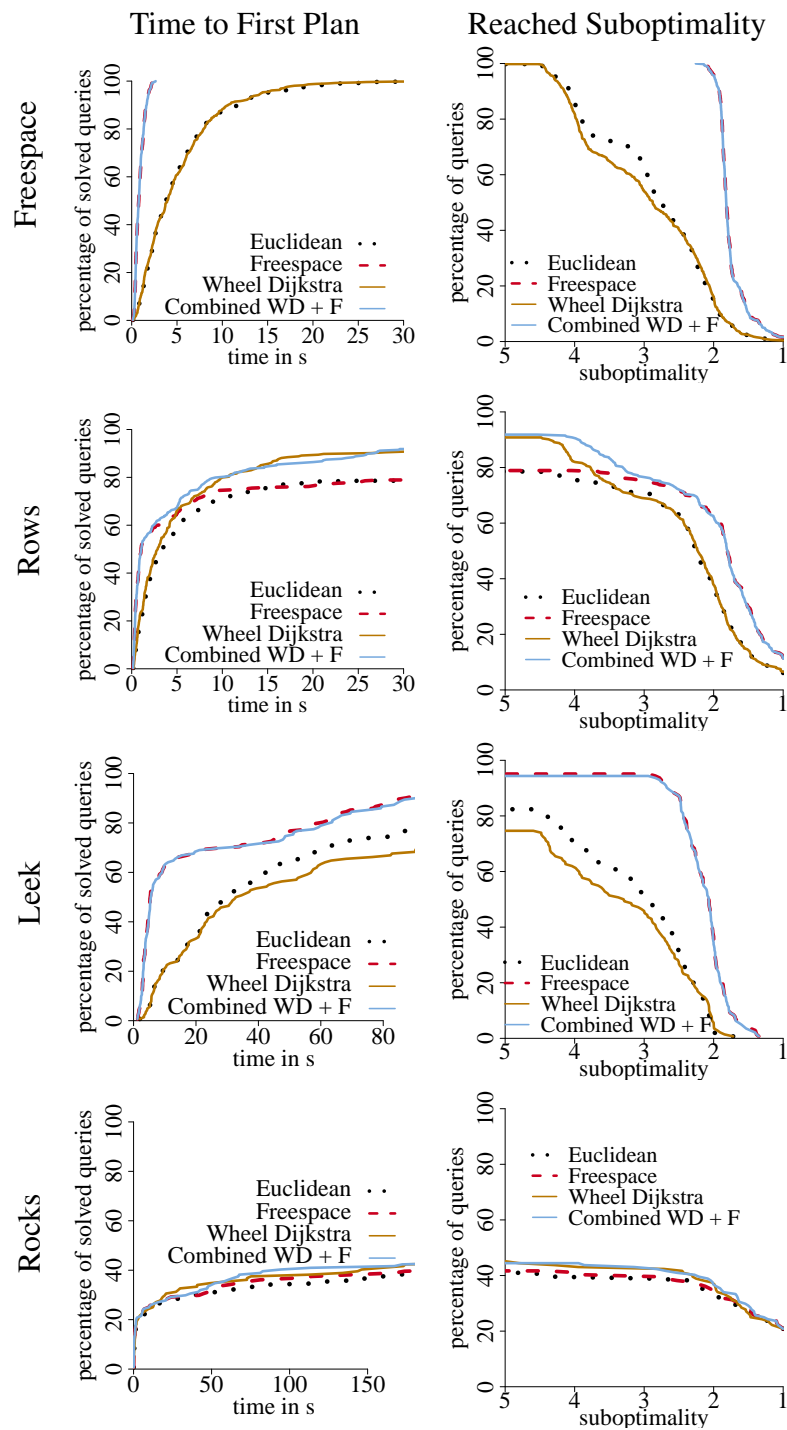 Time to First Plan
Reached Suboptimality
Freespace
percentage of solved queries
0 20 40 60 80 100
Euclidean
Freespace
Wheel Dijkstra
Combined WD + F
0 5 10 15 20 25 30
time in s
percentage of queries
0 20 40 60 80 100
Euclidean
Freespace
Wheel Dijkstra
Combined WD + F
5 4 3 2 1
suboptimality
Rows
percentage of solved queries
0 20 40 60 80 100
Euclidean
Freespace
Wheel Dijkstra
Combined WD + F
0 5 10 15 20 25 30
time in s
percentage of queries
0 20 40 60 80 100
Euclidean
Freespace
Wheel Dijkstra
Combined WD + F
5 4 3 2 1
suboptimality
Leek
percentage of solved queries
0 20 40 60 80 100
Euclidean
Freespace
Wheel Dijkstra
Combined WD + F
0 20 40 60 80
time in s
percentage of queries
0 20 40 60 80 100
Euclidean
Freespace
Wheel Dijkstra
Combined WD + F
5 4 3 2 1
suboptimality
Rocks
percentage of solved queries
0 20 40 60 80 100
Euclidean
Freespace
Wheel Dijkstra
Combined WD + F
0 50 100 150
time in s
percentage of queries
0 20 40 60 80 100
Euclidean
Freespace
Wheel Dijkstra
Combined WD + F
5 4 3 2 1
suboptimality